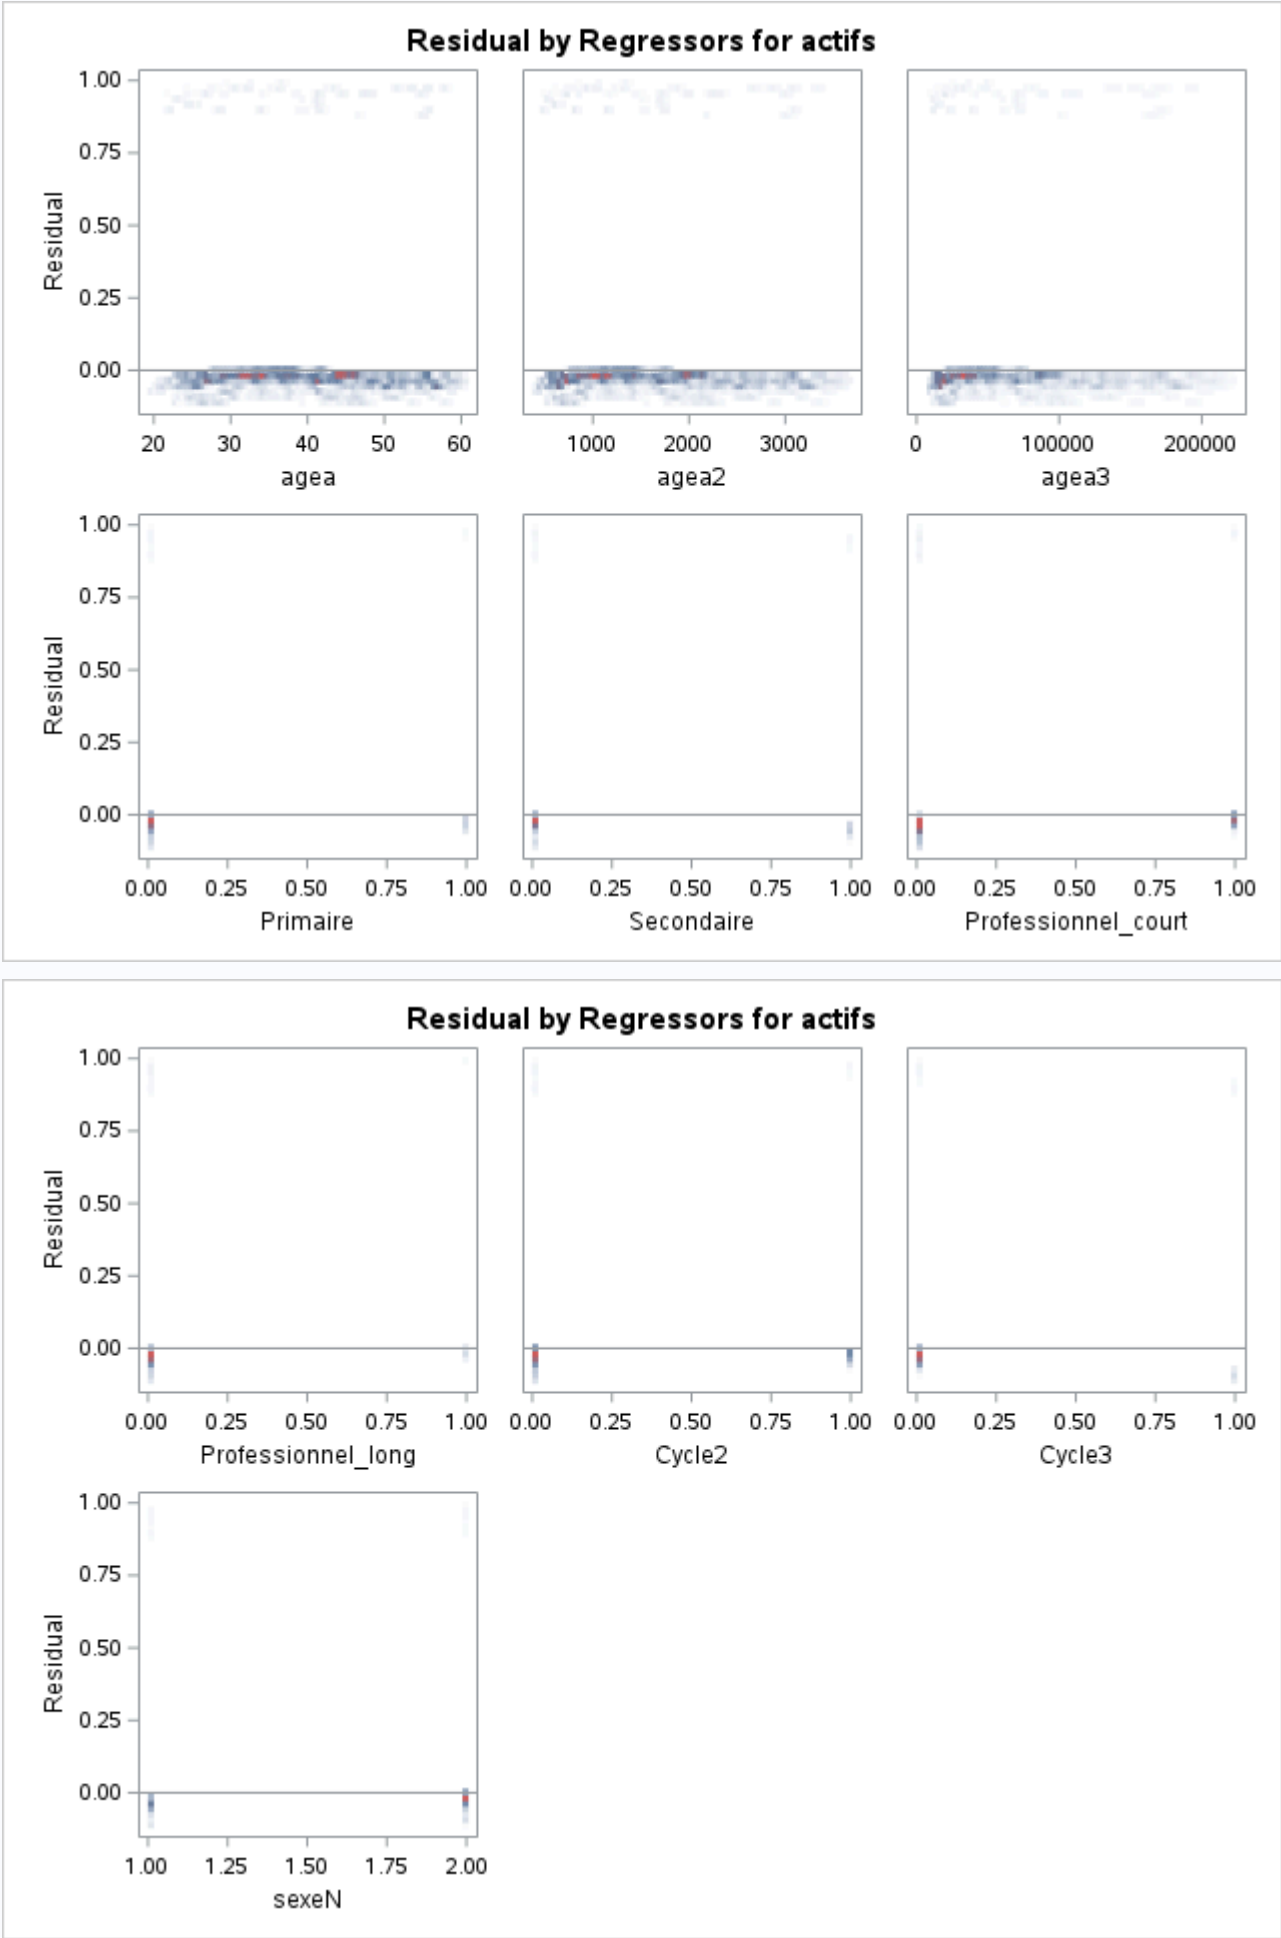 Residual by Regressors for actifs
1.00
0.75
0.50
0.25
0.00
Residual
20 30 40 50 60
agea
1000 2000 3000
agea2
0 100000 200000
agea3
1.00
0.75
0.50
0.25
0.00
Residual
0.00 0.25 0.50 0.75 1.00
Primaire
0.00 0.25 0.50 0.75 1.00
Secondaire
0.00 0.25 0.50 0.75 1.00
Professionnel_court
Residual by Regressors for actifs
1.00
0.75
0.50
0.25
0.00
Residual
0.00 0.25 0.50 0.75 1.00
Professionnel_long
0.00 0.25 0.50 0.75 1.00
Cycle2
0.00 0.25 0.50 0.75 1.00
Cycle3
1.00
0.75
0.50
0.25
0.00
Residual
1.00 1.25 1.50 1.75 2.00
sexeN